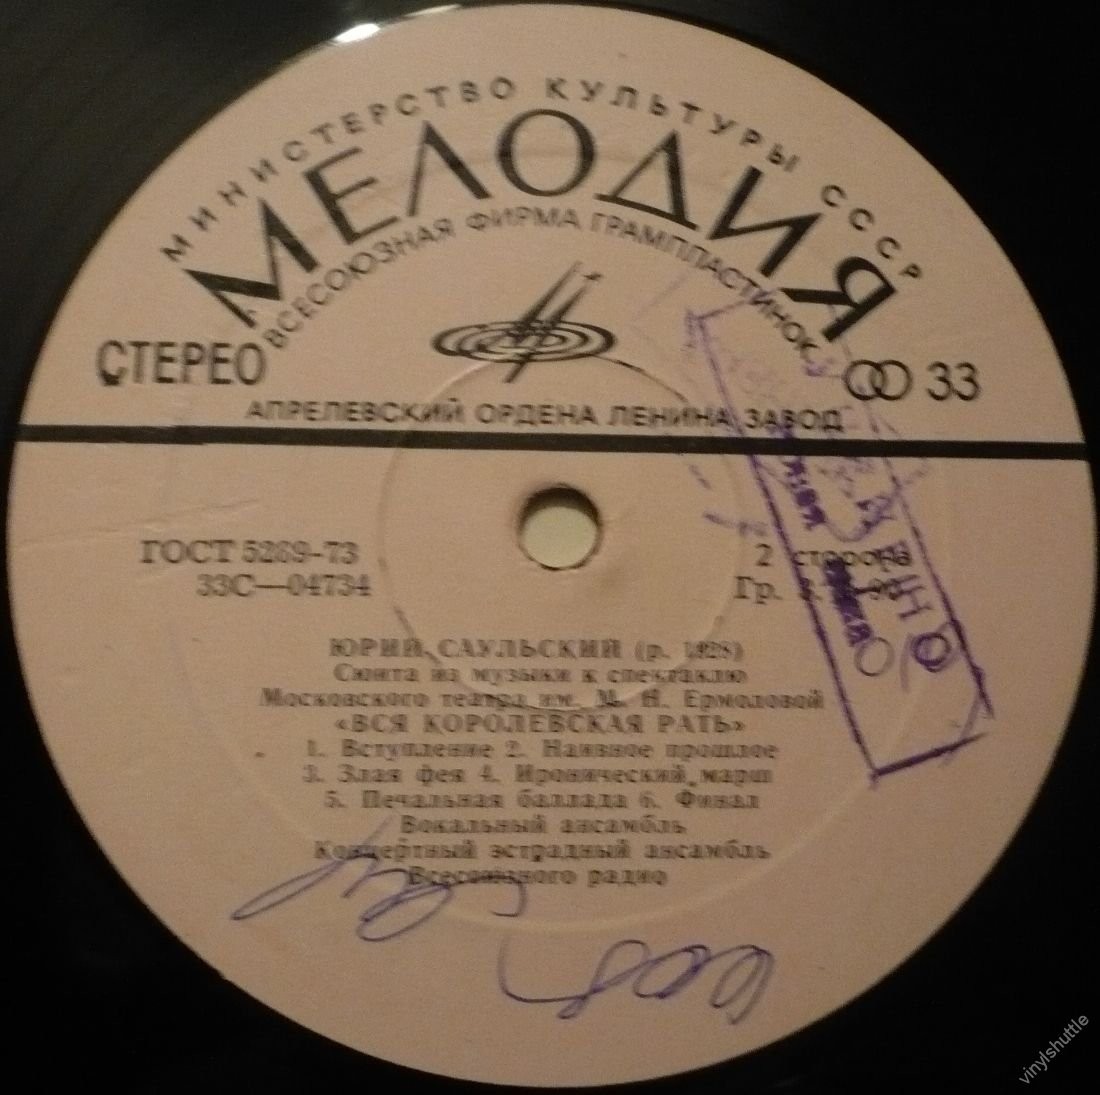 МИНИСТЕРСТВО КУЛЬТУРЫ СССР
МЕЛОДИЯ
ВСЕСОЮЗНАЯ ФИРМА ГРАМПЛАСТИНОК
СТЕРЕО 33
АПРЕЛЕВСКИЙ ОРДЕНА ЛЕНИНА ЗАВОД
ГОСТ 5289-73 2 сторона
33С—04734 Гр.
ЮРИЙ САУЛЬСКИЙ (р. 1928)
Сюита из музыки к спектаклю
Московского театра им. М. Н. Ермоловой
«ВСЯ КОРОЛЕВСКАЯ РАТЬ»
1. Вступление 2. Наивное прошлое
3. Злая фея 4. Иронический марш
5. Печальная баллада 6. Финал
Вокальный ансамбль
Концертный эстрадный ансамбль
Всесоюзного радио
vinylshuttle